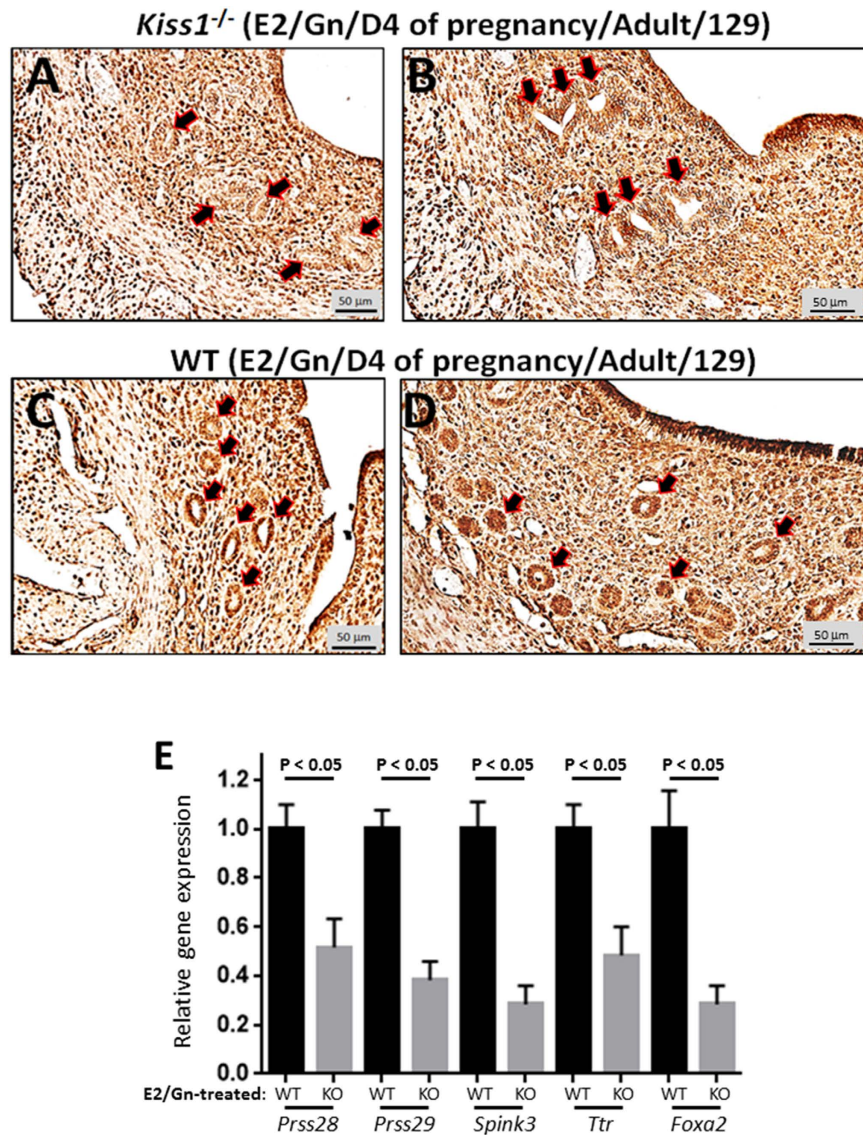 Kiss1-/- (E2/Gn/D4 of pregnancy/Adult/129)
A
B
50 µm
50 µm
WT (E2/Gn/D4 of pregnancy/Adult/129)
C
D
50 µm
50 µm
E
P < 0.05 P < 0.05 P < 0.05 P < 0.05 P < 0.05
Relative gene expression
1.2
1.0
0.8
0.6
0.4
0.2
0.0
E2/Gn-treated: WT KO WT KO WT KO WT KO WT KO
Prss28 Prss29 Spink3 Ttr Foxa2